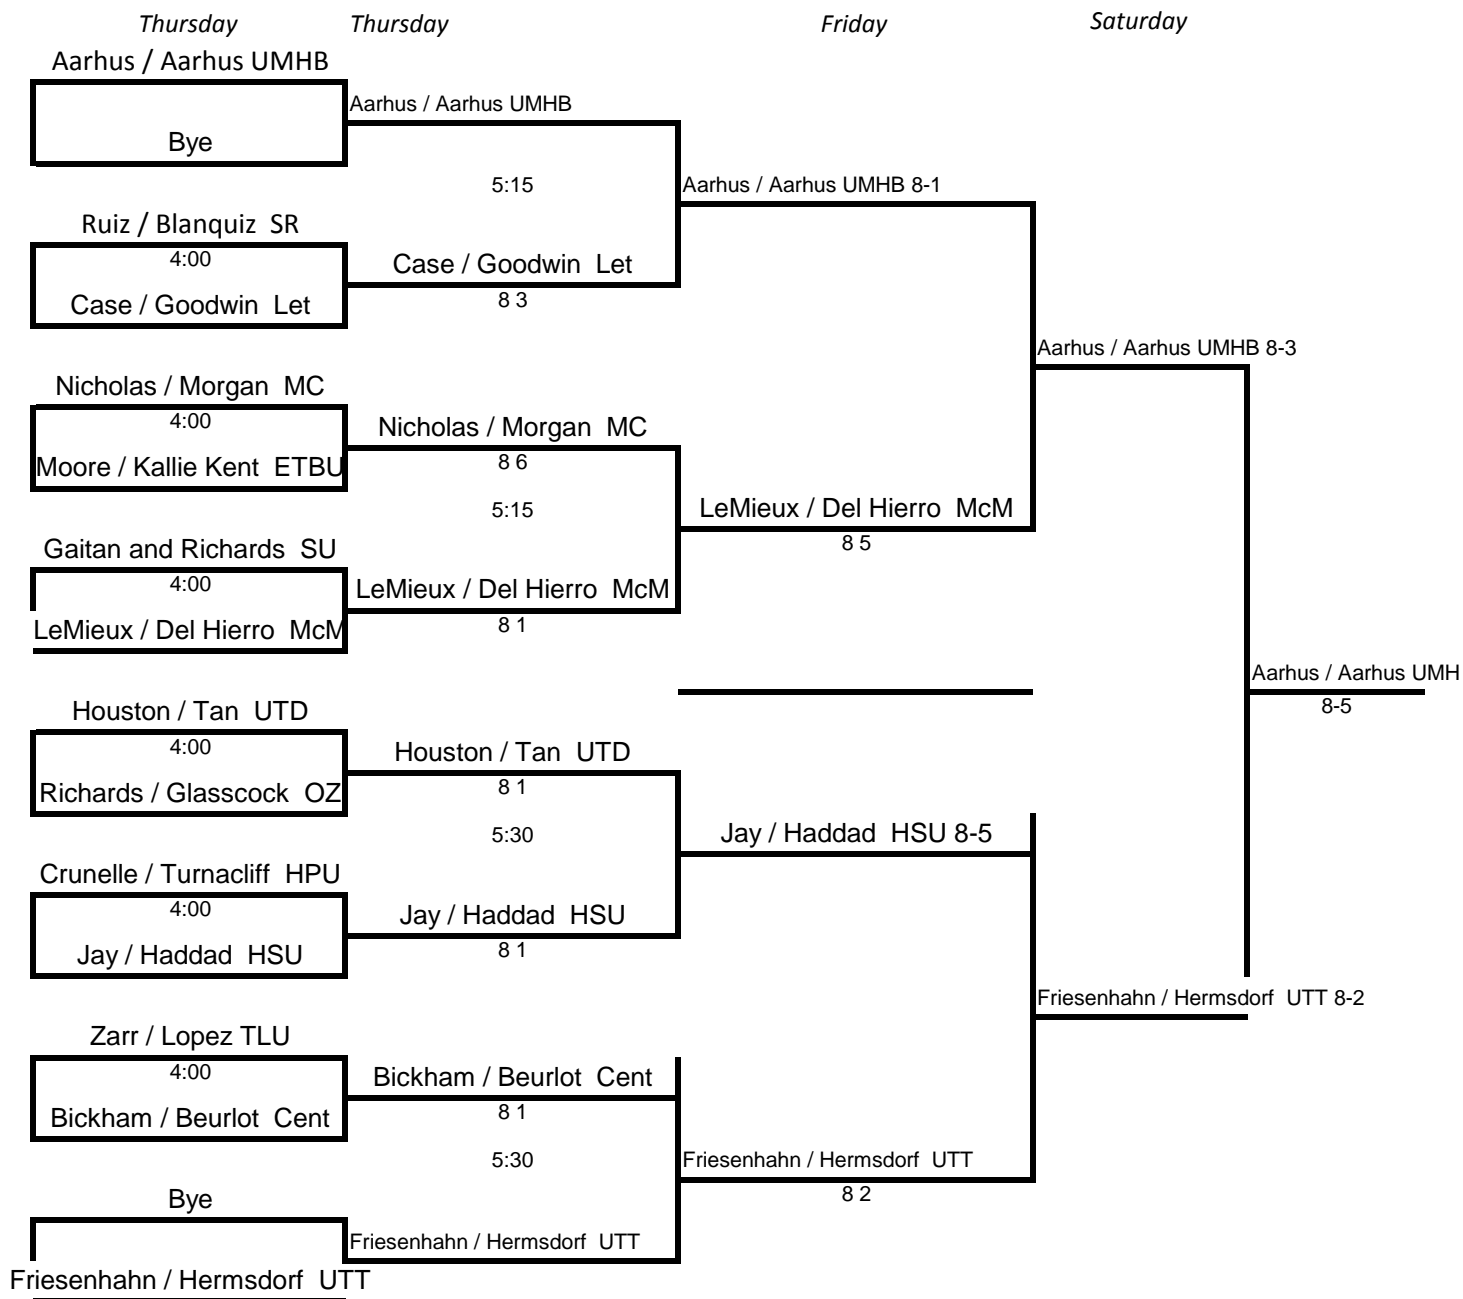 Thursday
Thursday
Friday
Saturday
Aarhus / Aarhus UMHB
Bye
Ruiz / Blanquiz SR
4:00
Case / Goodwin Let
Nicholas / Morgan MC
4:00
Moore / Kallie Kent ETBU
Gaitan and Richards SU
4:00
LeMieux / Del Hierro McM
Houston / Tan UTD
4:00
Richards / Glasscock OZ
Crunelle / Turnacliff HPU
4:00
Jay / Haddad HSU
Zarr / Lopez TLU
4:00
Bickham / Beurlot Cent
Bye
Friesenhahn / Hermsdorf UTT
Aarhus / Aarhus UMHB
5:15
Case / Goodwin Let
8 3
Nicholas / Morgan MC
8 6
5:15
LeMieux / Del Hierro McM
8 1
Houston / Tan UTD
8 1
5:30
Jay / Haddad HSU
8 1
Bickham / Beurlot Cent
8 1
5:30
Friesenhahn / Hermsdorf UTT
Aarhus / Aarhus UMHB 8-1
LeMieux / Del Hierro McM
8 5
Jay / Haddad HSU 8-5
Friesenhahn / Hermsdorf UTT
8 2
Aarhus / Aarhus UMHB 8-3
Friesenhahn / Hermsdorf UTT 8-2
Aarhus / Aarhus UMH
8-5